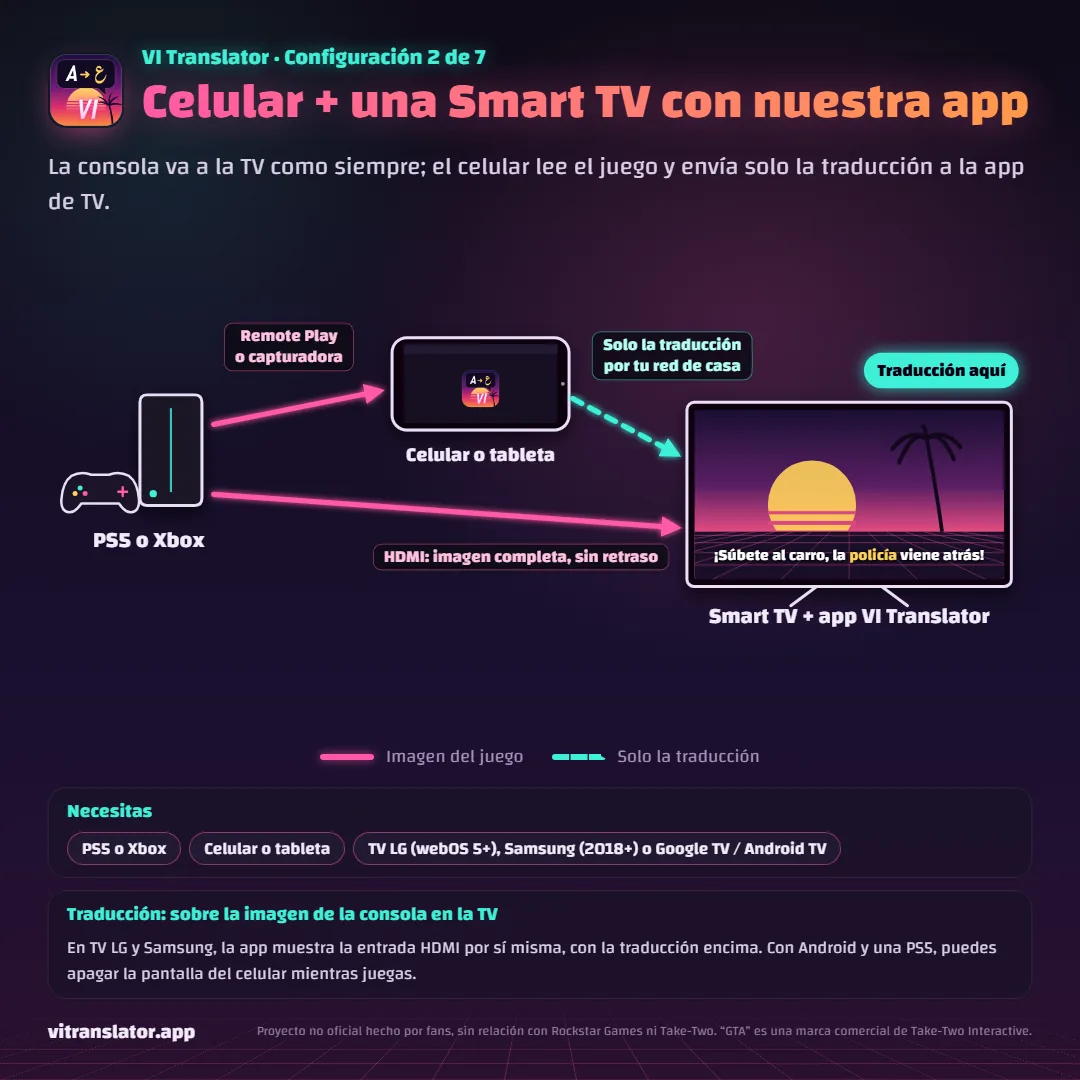 VI Translator · Configuración 2 de 7
Celular + una Smart TV con nuestra app
La consola va a la TV como siempre; el celular lee el juego y envía solo la traducción a la app
de TV.
A→ع
VI
Remote Play
o capturadora
Solo la traducción
por tu red de casa
Traducción aquí
A→ع
VI
Celular o tableta
PS5 o Xbox
HDMI: imagen completa, sin retraso
¡Súbete al carro, la policía viene atrás!
Smart TV + app VI Translator
Imagen del juego
Solo la traducción
Necesitas
PS5 o Xbox
Celular o tableta
TV LG (webOS 5+), Samsung (2018+) o Google TV / Android TV
Traducción: sobre la imagen de la consola en la TV
En TV LG y Samsung, la app muestra la entrada HDMI por sí misma, con la traducción encima. Con Android y una PS5, puedes
apagar la pantalla del celular mientras juegas.
vitranslator.app
Proyecto no oficial hecho por fans, sin relación con Rockstar Games ni Take-Two. “GTA” es una marca comercial de Take-Two Interactive.